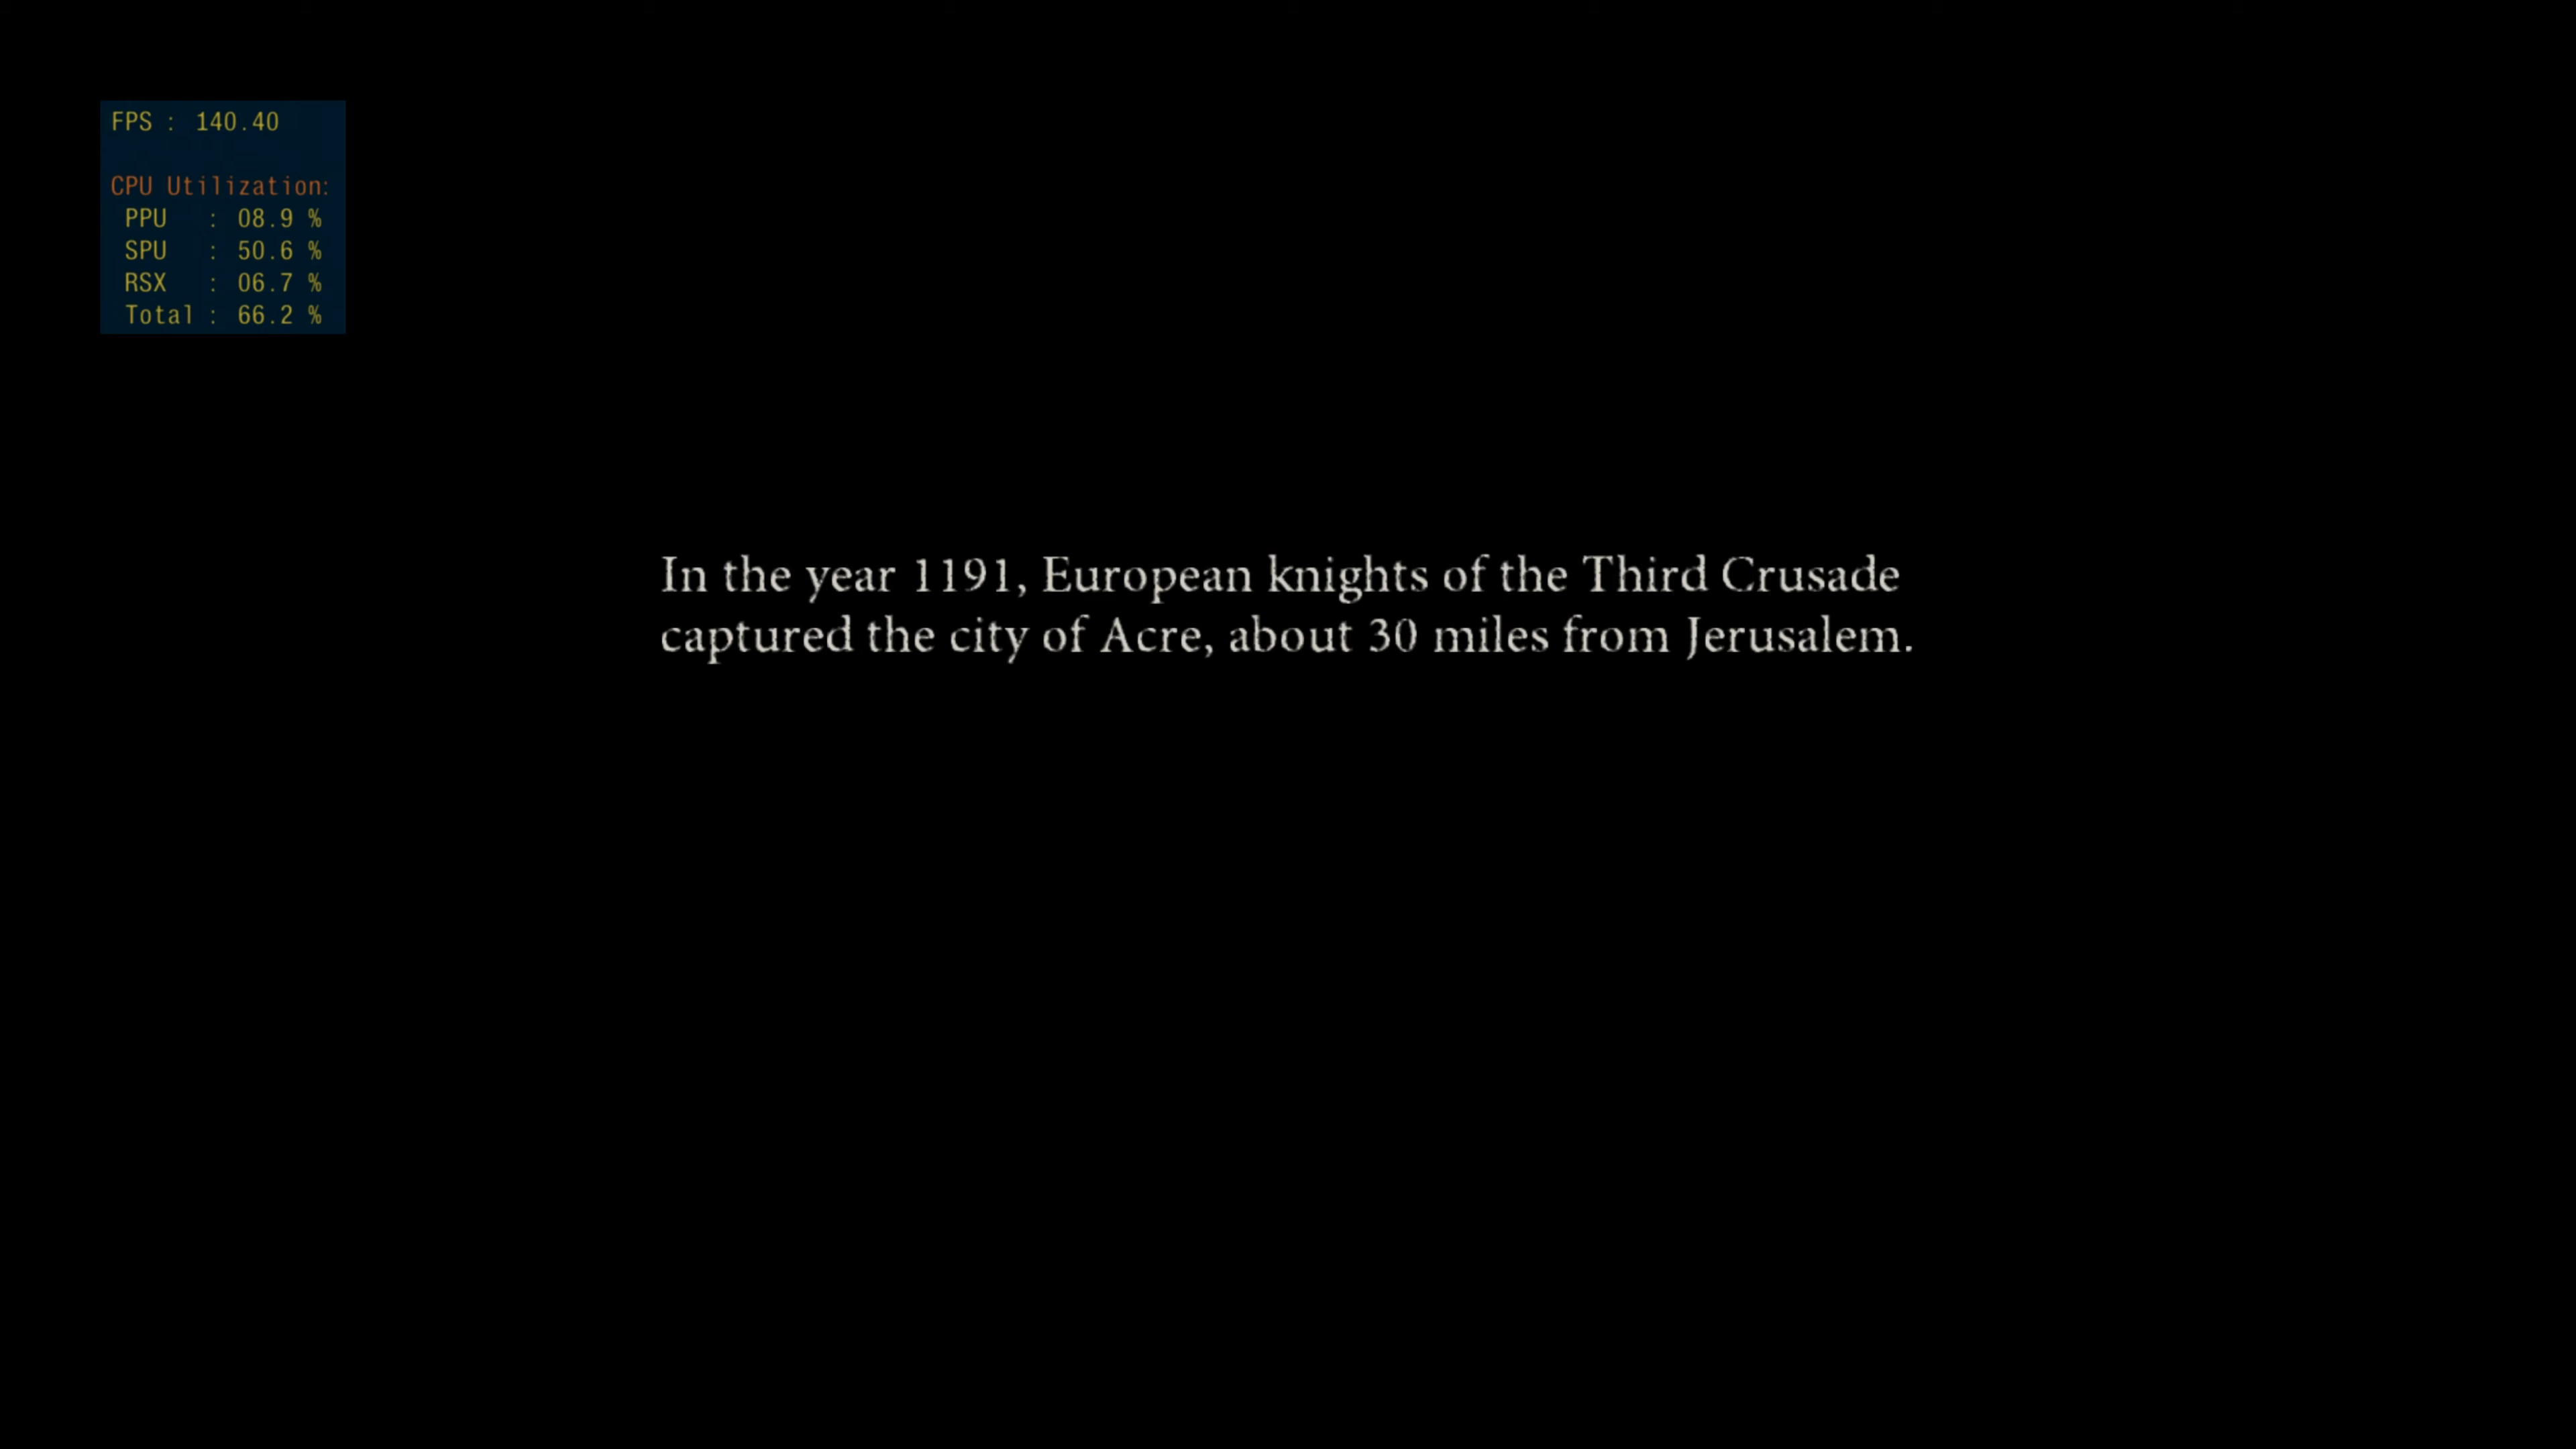 FPS : 140.40
CPU Utilization:
PPU : 08.9 %
SPU : 50.6 %
RSX : 06.7 %
Total : 66.2 %
In the year 1191, European knights of the Third Crusade
captured the city of Acre, about 30 miles from Jerusalem.